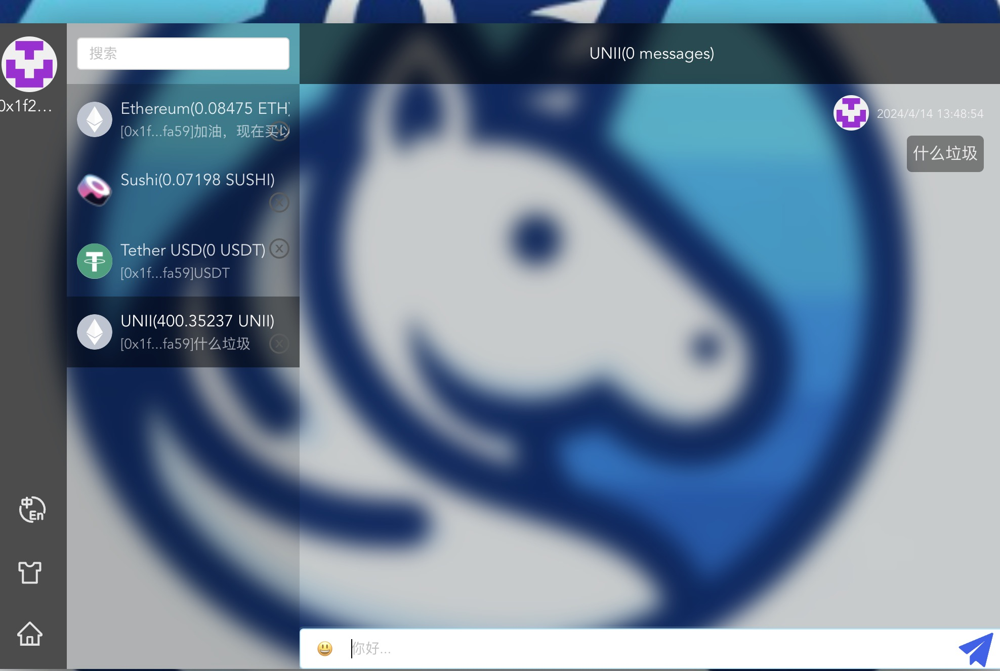 搜索
UNII(0 messages)
0x1f2...
Ethereum(0.08475 ETH)
[0x1f...fa59]加油，现在买以
x
Sushi(0.07198 SUSHI)
x
Tether USD(0 USDT)
x
[0x1f...fa59]USDT
UNII(400.35237 UNII)
[0x1f...fa59]什么垃圾
x
2024/4/14 13:48:54
什么垃圾
中
En
你好...